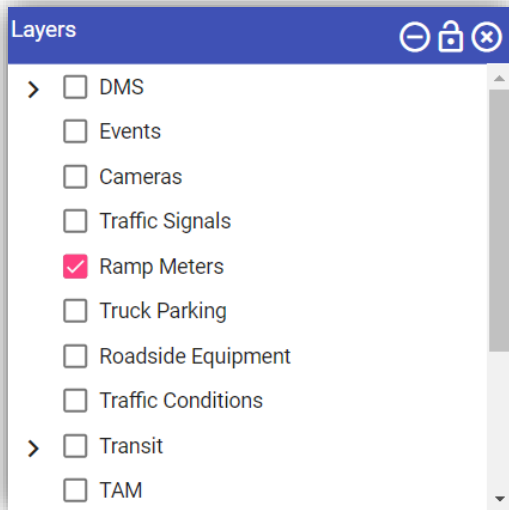 Layers
DMS
Events
Cameras
Traffic Signals
Ramp Meters
Truck Parking
Roadside Equipment
Traffic Conditions
Transit
TAM